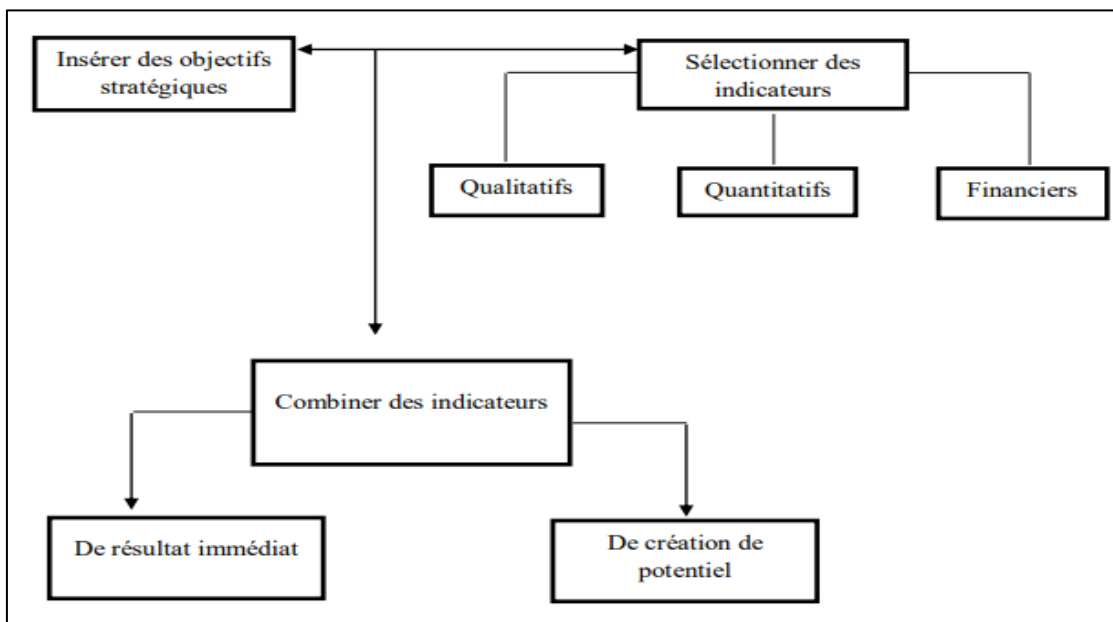 Insérer des objectifs
stratégiques
Sélectionner des
indicateurs
Qualitatifs
Quantitatifs
Financiers
Combiner des indicateurs
De résultat immédiat
De création de
potentiel